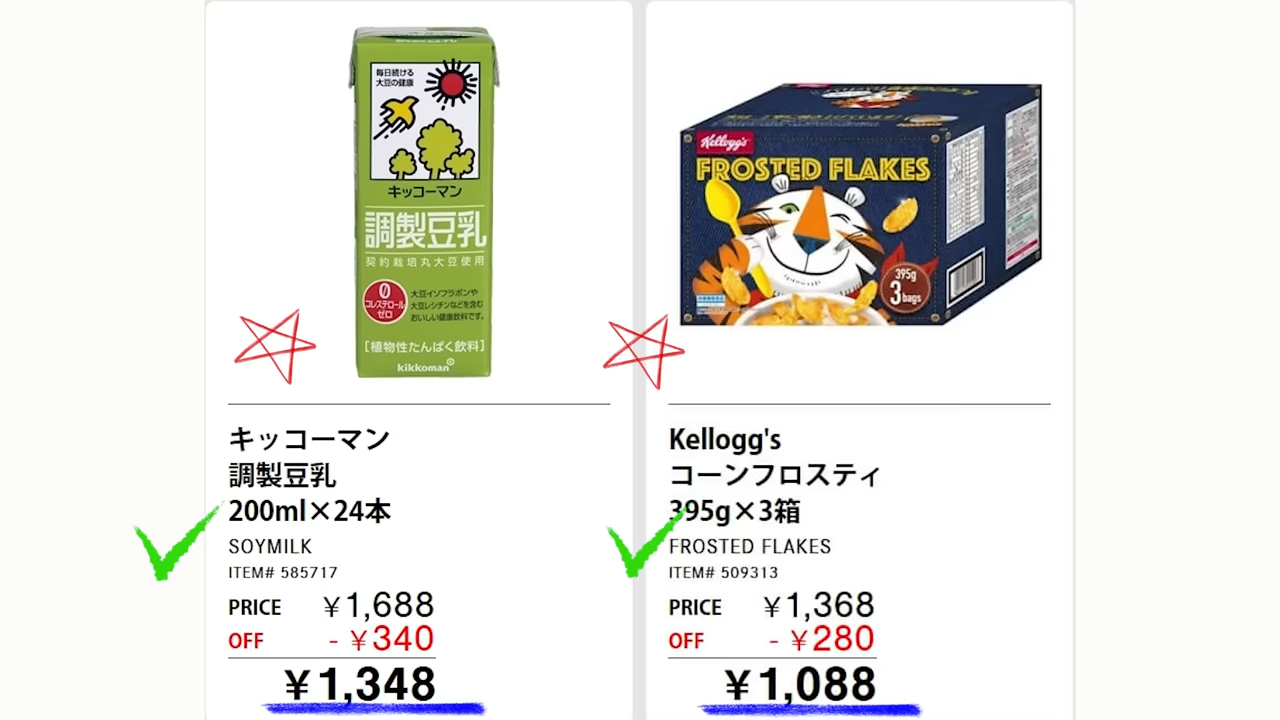 毎日続ける
大豆の健康
キッコーマン
調製豆乳
契約栽培丸大豆使用
0
コレステロール
ゼロ
大豆イソフラボンや
大豆レシチンなどを含む
おいしい健康飲料です。
[植物性たんぱく飲料]
kikkoman
キッコーマン
調製豆乳
200ml×24本
SOYMILK
ITEM# 585717
PRICE ¥1,688
OFF - ¥340
¥1,348
Kellogg's
FROSTED FLAKES
395g
3 bags
Kellogg's
コーンフロスティ
395g×3箱
FROSTED FLAKES
ITEM# 509313
PRICE ¥1,368
OFF - ¥280
¥1,088